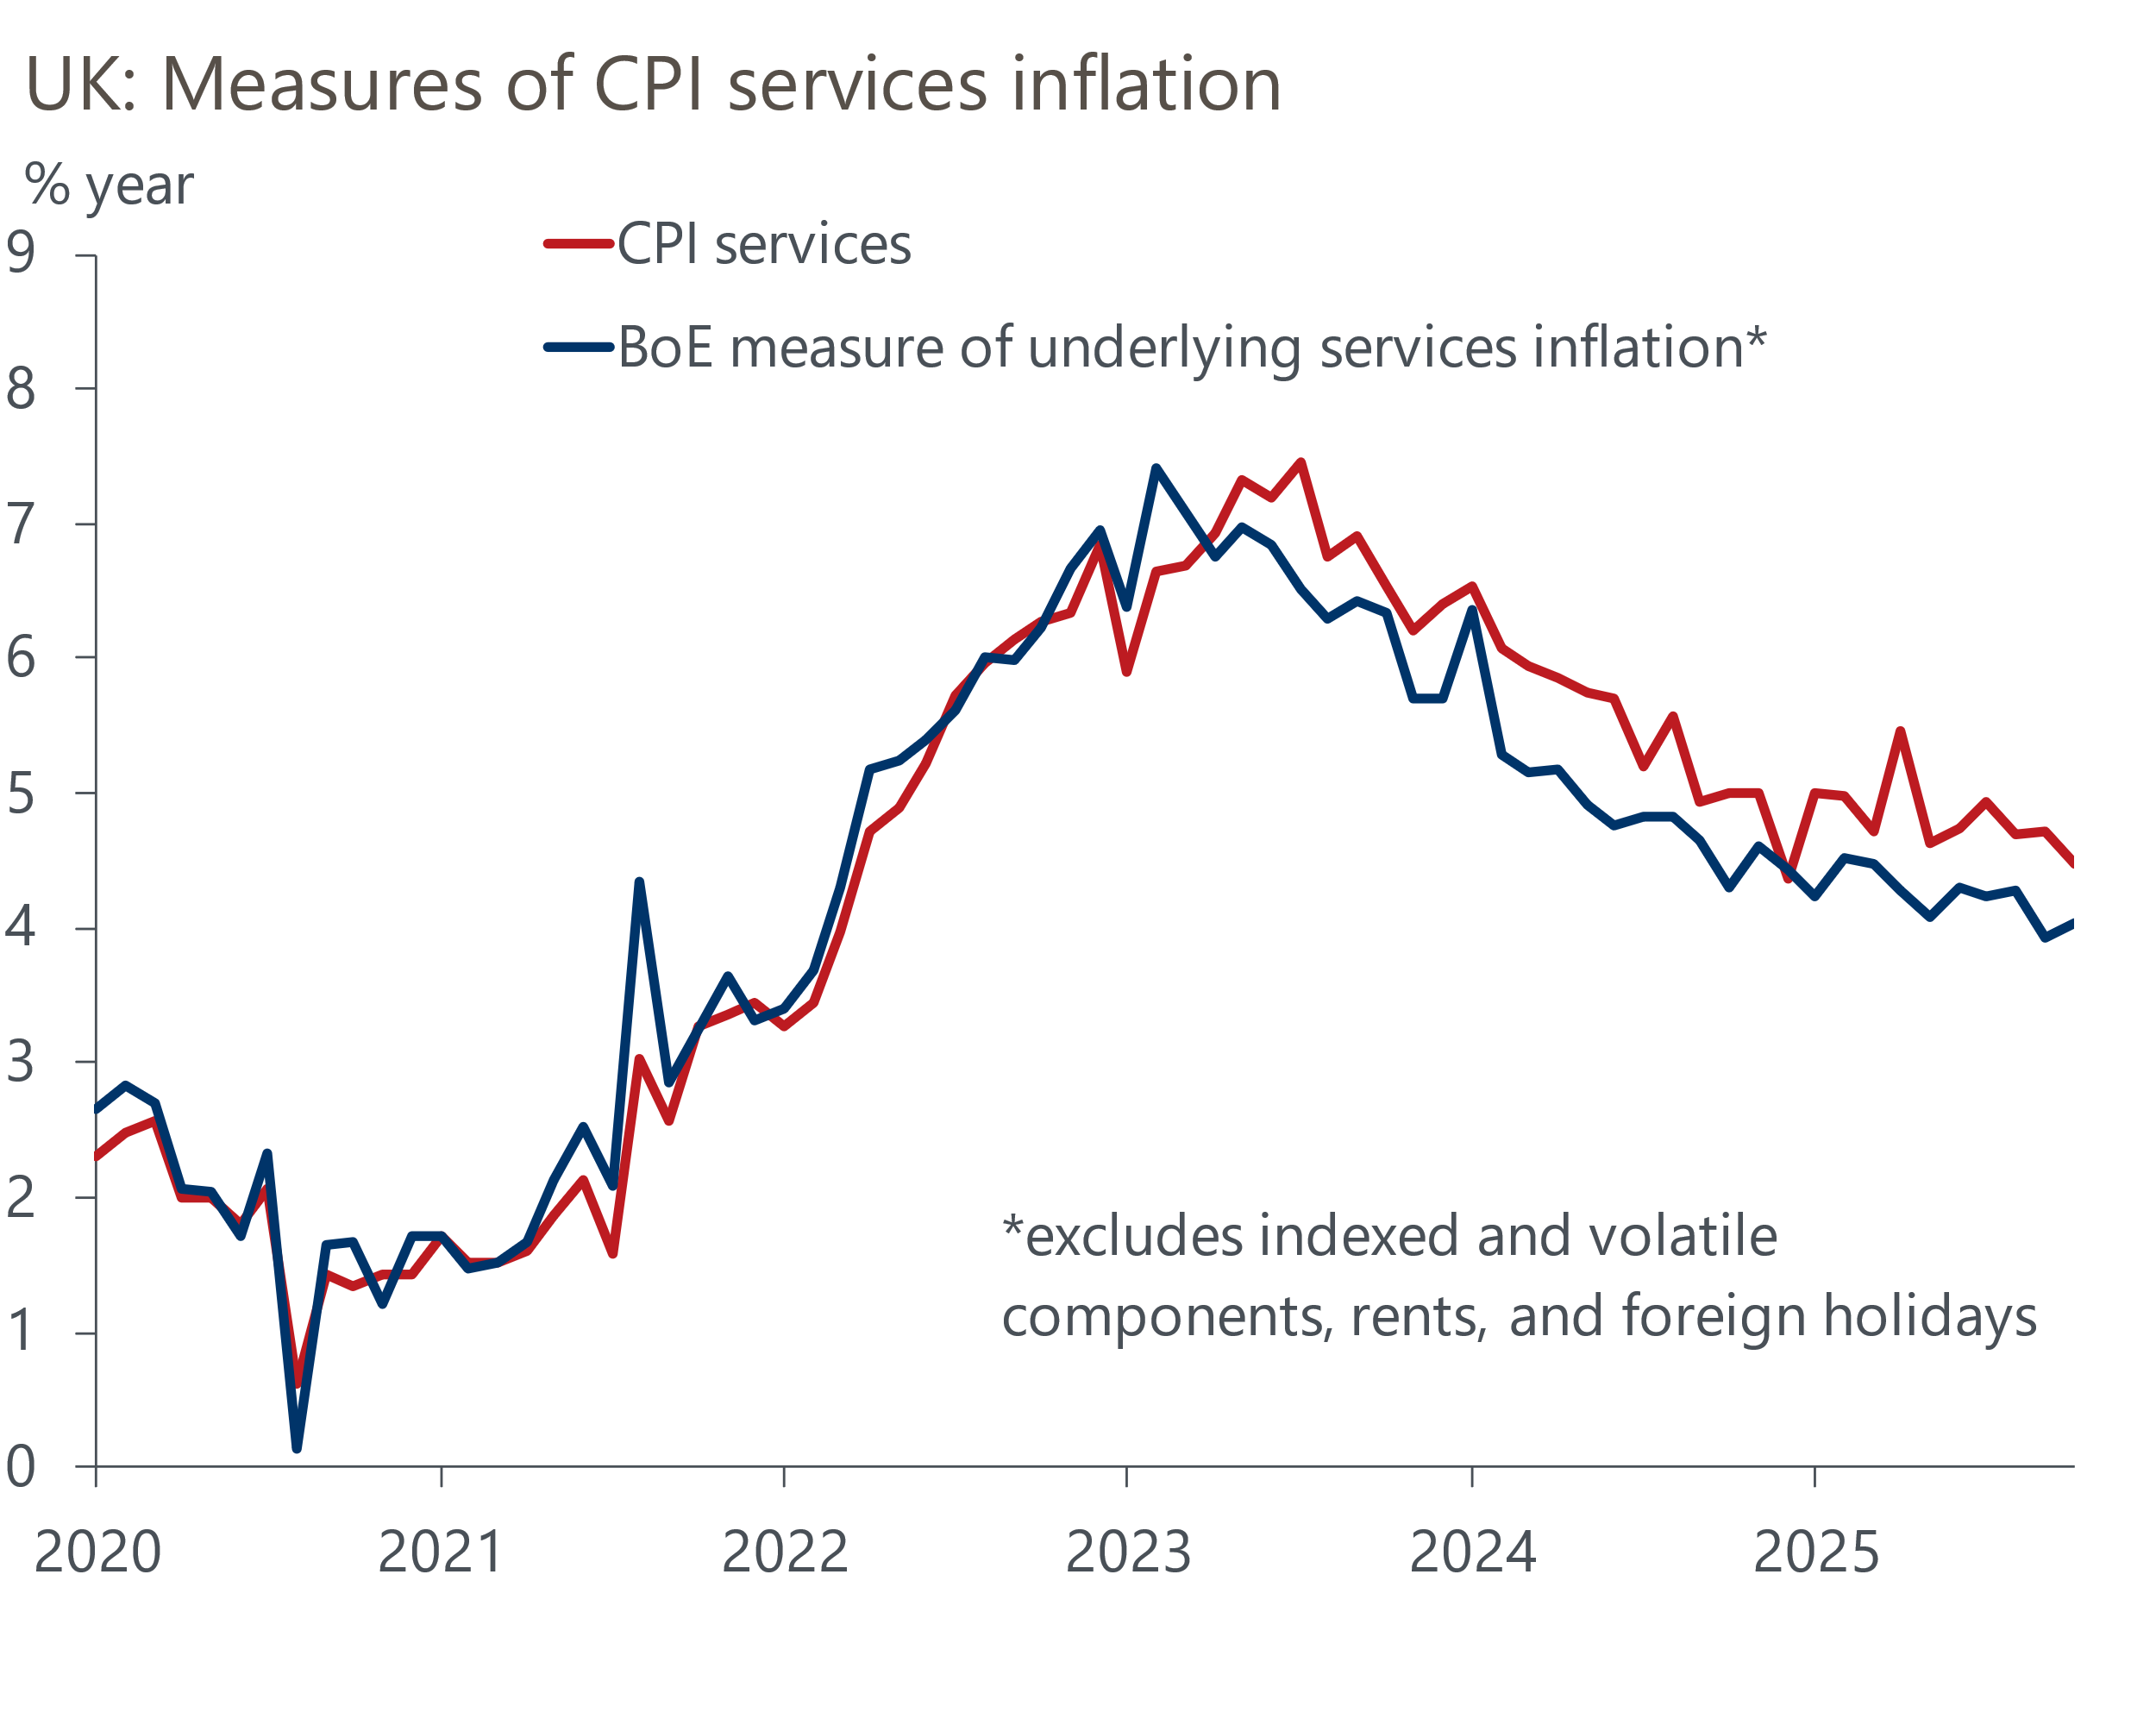 UK: Measures of CPI services inflation
% year
CPI services
BoE measure of underlying services inflation*
9
8
7
6
5
4
3
2
1
0
*excludes indexed and volatile
components, rents, and foreign holidays
2020 2021 2022 2023 2024 2025